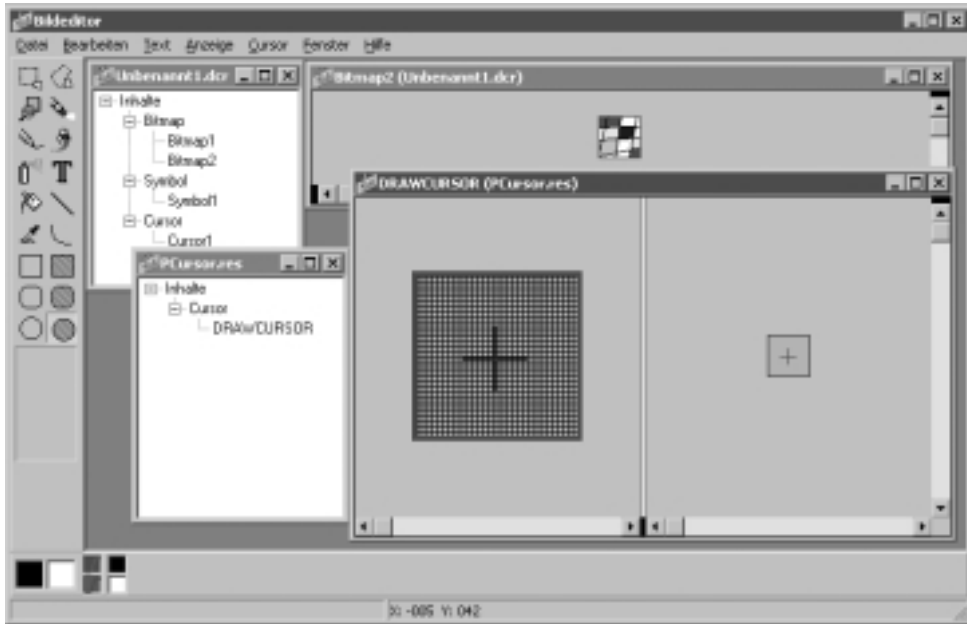 Bildeditor
Datei Bearbeiten Text Anzeige Cursor Fenster Hilfe
Unbenannt1.dcr
Inhalte
Bitmap
Bitmap1
Bitmap2
Symbol
Symbol1
Cursor
Cursor1
Bitmap2 (Unbenannt1.dcr)
PCursor.res
Inhalte
Cursor
DRAWCURSOR
DRAWCURSOR (PCursor.res)
T
X: -005 Y: 042